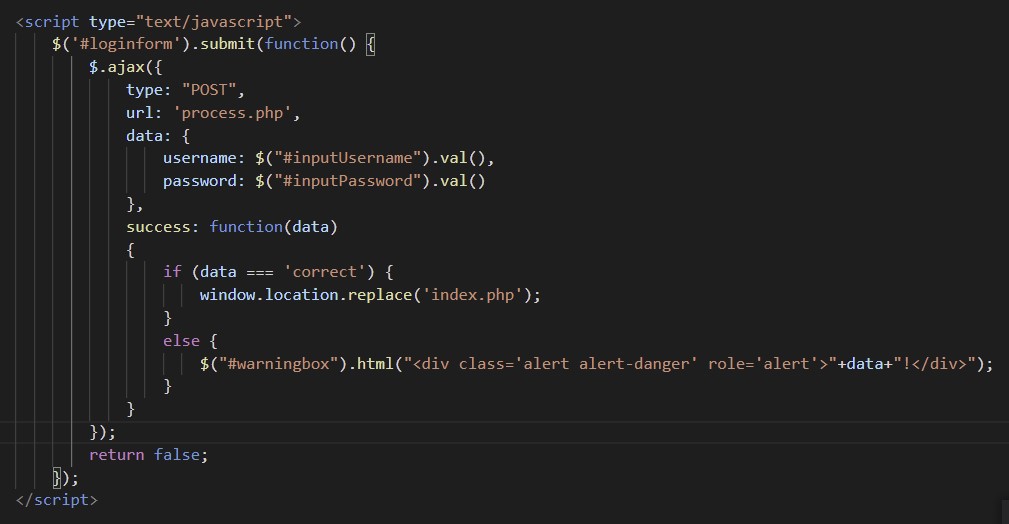 <script type="text/javascript">
$('#loginform').submit(function() {
$.ajax({
type: "POST",
url: 'process.php',
data: {
username: $("#inputUsername").val(),
password: $("#inputPassword").val()
},
success: function(data)
{
if (data === 'correct') {
window.location.replace('index.php');
}
else {
$("#warningbox").html("<div class='alert alert-danger' role='alert'>"+data+"!</div>");
}
}
});
return false;
});
</script>